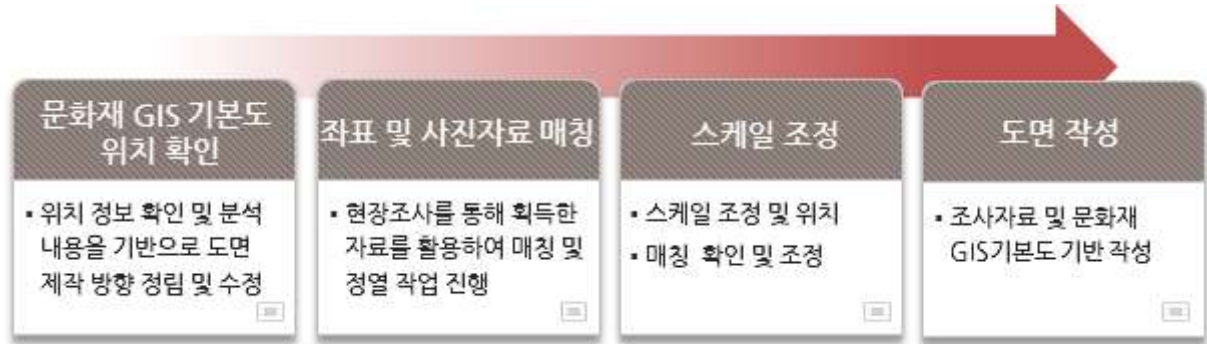 문화재 GIS 기본도
위치 확인
▪ 위치 정보 확인 및 분석
내용을 기반으로 도면
제작 방향 정립 및 수정
좌표 및 사진자료 매칭
▪ 현장조사를 통해 획득한
자료를 활용하여 매칭 및
정열 작업 진행
스케일 조정
▪ 스케일 조정 및 위치
▪ 매칭 확인 및 조정
도면 작성
▪ 조사자료 및 문화재
GIS기본도 기반 작성